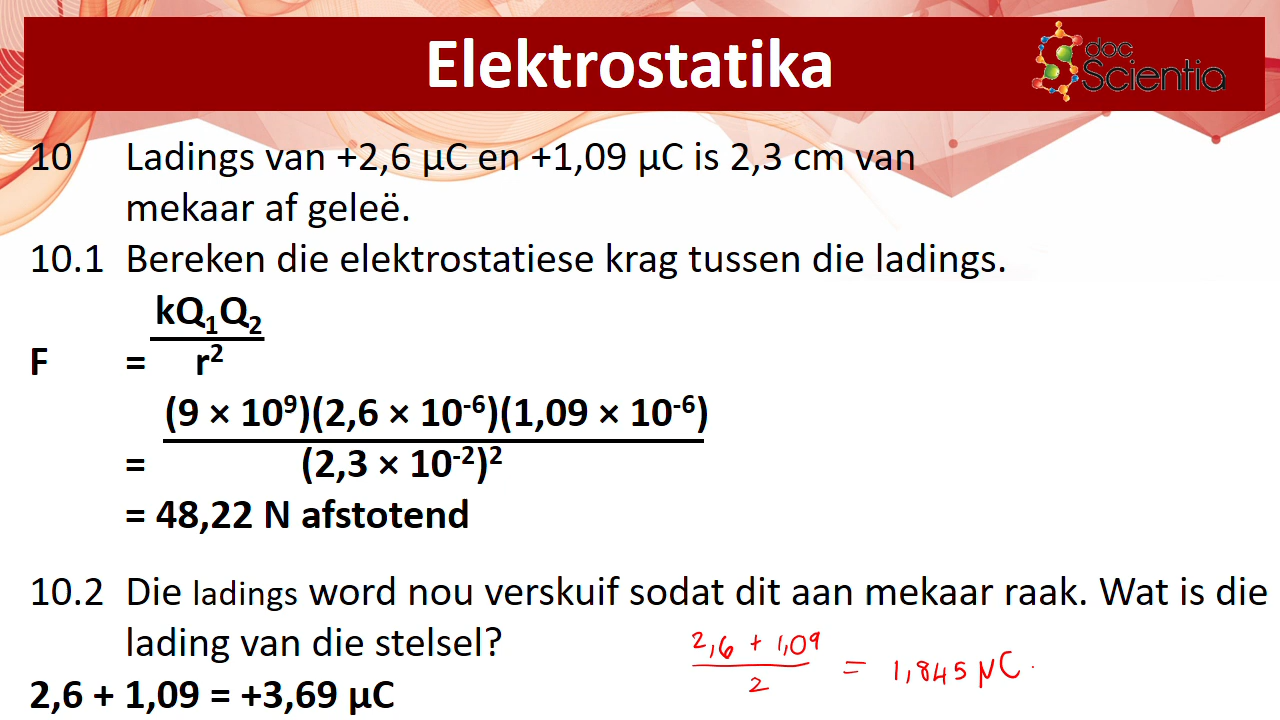 Elektrostatika
doc
Scientia
10 Ladings van +2,6 µC en +1,09 µC is 2,3 cm van
mekaar af geleë.
10.1 Bereken die elektrostatiese krag tussen die ladings.
kQ₁Q₂
F = r²
(9 × 10⁹)(2,6 × 10⁻⁶)(1,09 × 10⁻⁶)
= (2,3 × 10⁻²)²
= 48,22 N afstotend
10.2 Die ladings word nou verskuif sodat dit aan mekaar raak. Wat is die
lading van die stelsel?
2,6 + 1,09
2
= 1,845 µC
2,6 + 1,09 = +3,69 µC